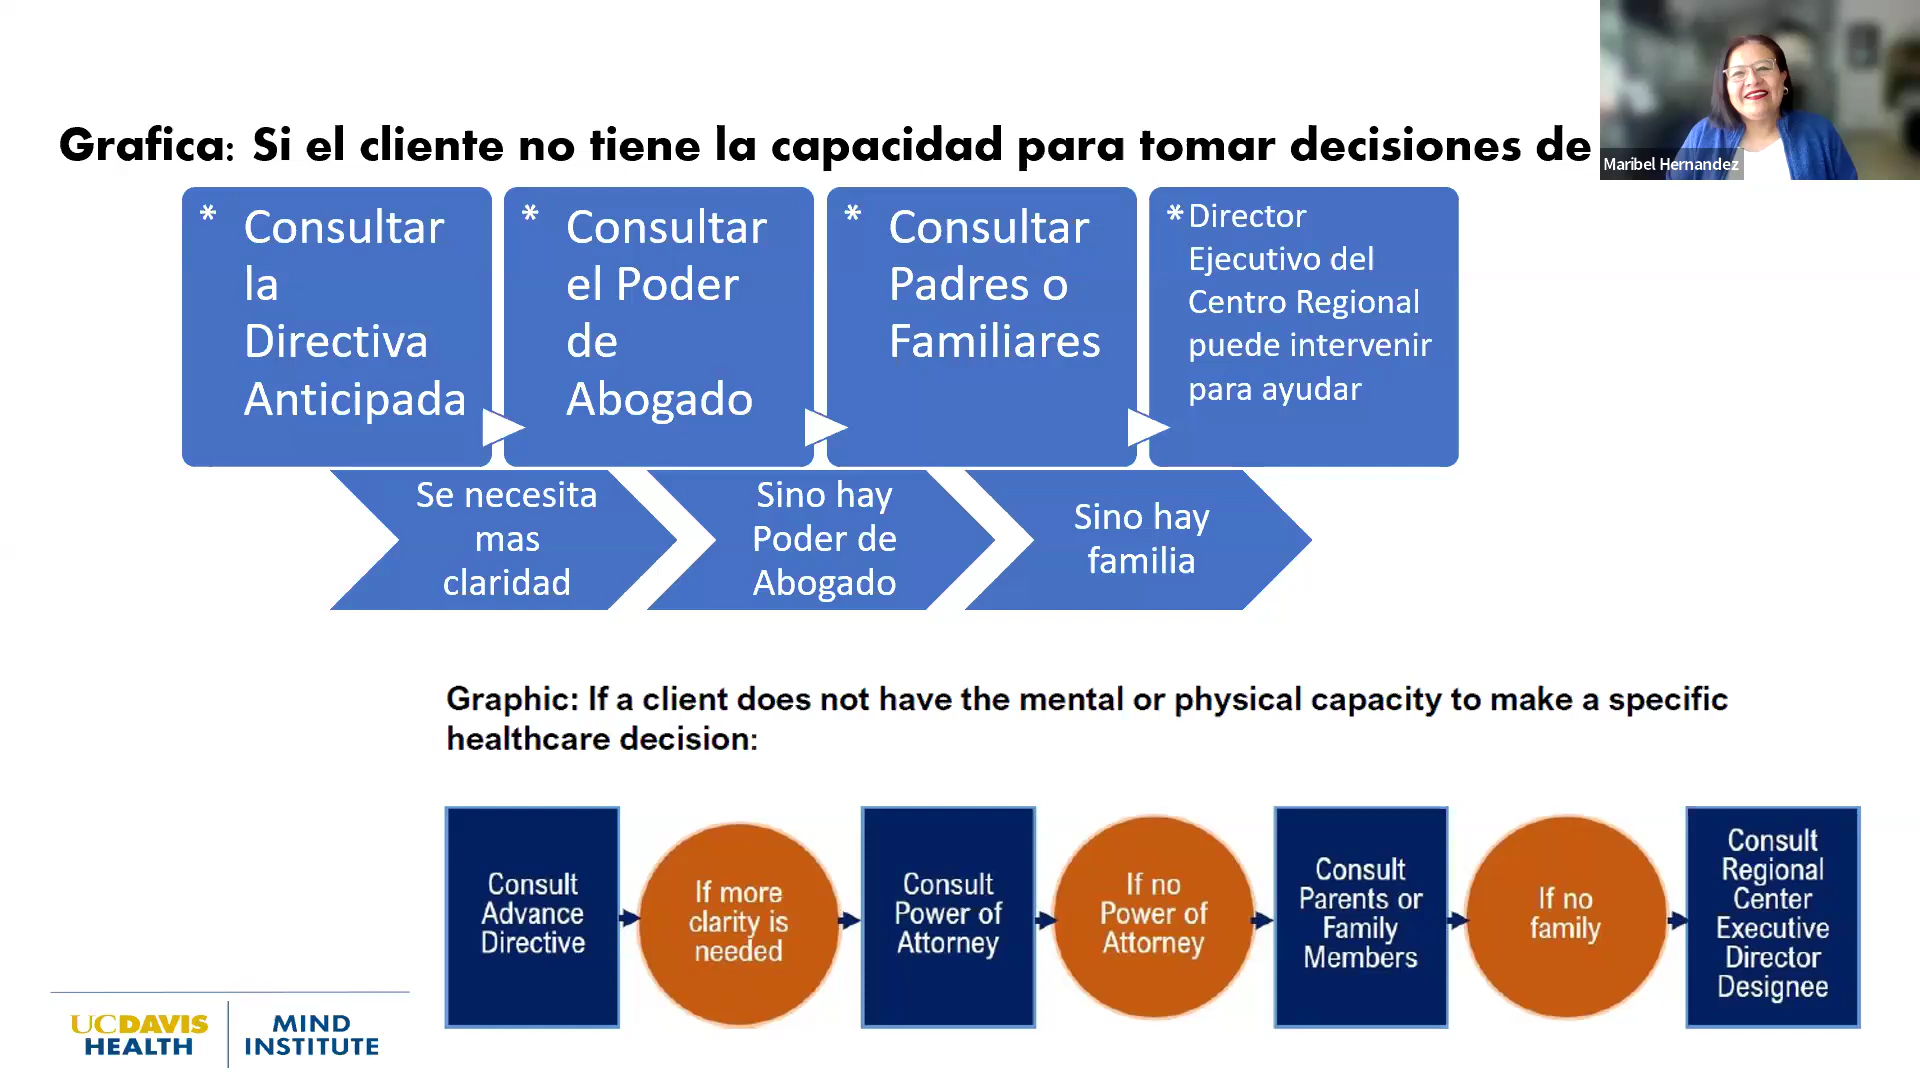 Grafica: Si el cliente no tiene la capacidad para tomar decisiones de
Maribel Hernandez
* Consultar
la
Directiva
Anticipada
* Consultar
el Poder
de
Abogado
* Consultar
Padres o
Familiares
* Director
Ejecutivo del
Centro Regional
puede intervenir
para ayudar
Se necesita
mas
claridad
Sino hay
Poder de
Abogado
Sino hay
familia
Graphic: If a client does not have the mental or physical capacity to make a specific
healthcare decision:
Consult
Advance
Directive
If more
clarity is
needed
Consult
Power of
Attorney
If no
Power of
Attorney
Consult
Parents or
Family
Members
If no
family
Consult
Regional
Center
Executive
Director
Designee
UCDAVIS
HEALTH
MIND
INSTITUTE